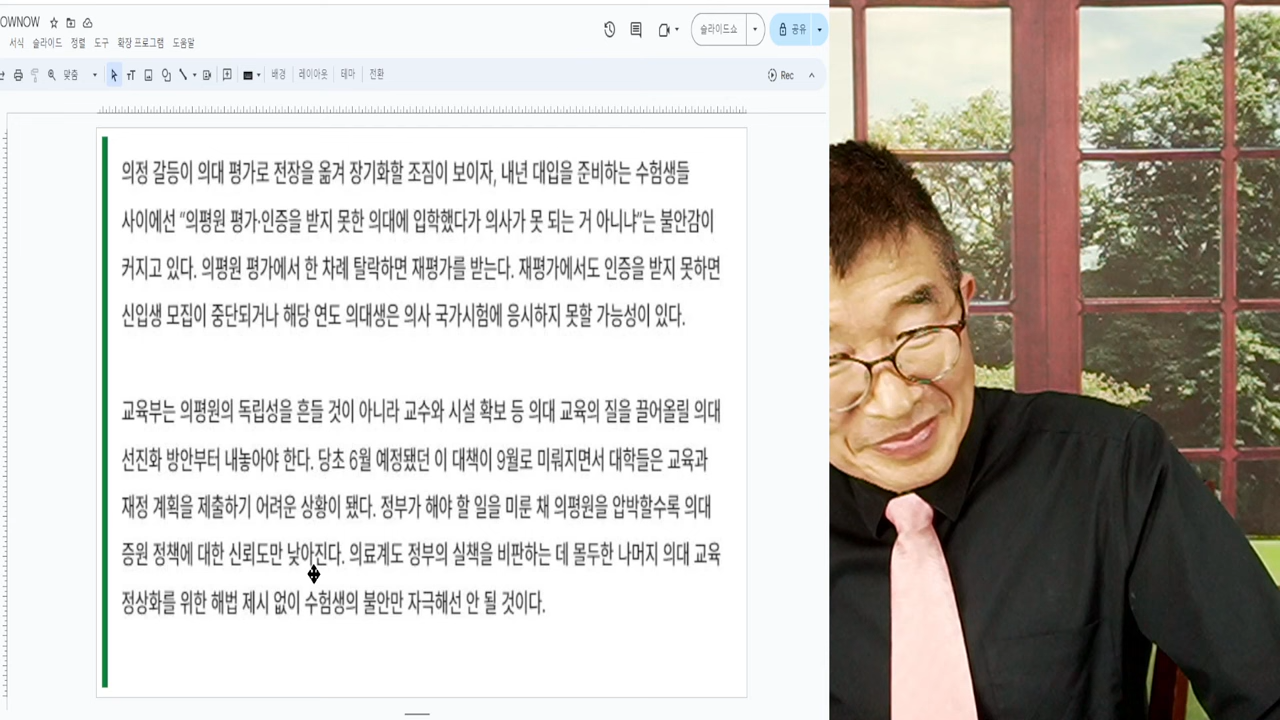 OWNOW
서식 슬라이드 정렬 도구 확장 프로그램 도움말
슬라이드쇼
공유
맞춤
배경 레이아웃 테마 전환
Rec
의정 갈등이 의대 평가로 전장을 옮겨 장기화할 조짐이 보이자, 내년 대입을 준비하는 수험생들
사이에선 “의평원 평가·인증을 받지 못한 의대에 입학했다가 의사가 못 되는 거 아니냐”는 불안감이
커지고 있다. 의평원 평가에서 한 차례 탈락하면 재평가를 받는다. 재평가에서도 인증을 받지 못하면
신입생 모집이 중단되거나 해당 연도 의대생은 의사 국가시험에 응시하지 못할 가능성이 있다.
교육부는 의평원의 독립성을 흔들 것이 아니라 교수와 시설 확보 등 의대 교육의 질을 끌어올릴 의대
선진화 방안부터 내놓아야 한다. 당초 6월 예정됐던 이 대책이 9월로 미뤄지면서 대학들은 교육과
재정 계획을 제출하기 어려운 상황이 됐다. 정부가 해야 할 일을 미룬 채 의평원을 압박할수록 의대
증원 정책에 대한 신뢰도만 낮아진다. 의료계도 정부의 실책을 비판하는 데 몰두한 나머지 의대 교육
정상화를 위한 해법 제시 없이 수험생의 불안만 자극해선 안 될 것이다.